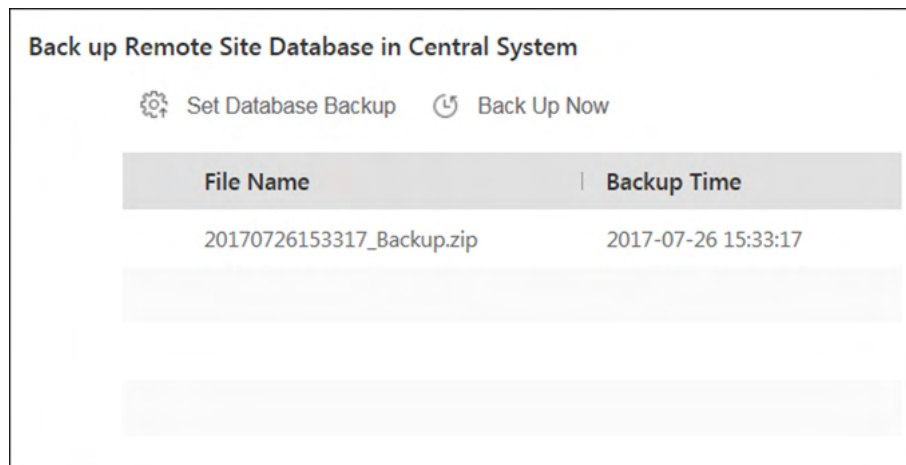 Back up Remote Site Database in Central System
Set Database Backup Back Up Now
File Name Backup Time
20170726153317_Backup.zip 2017-07-26 15:33:17